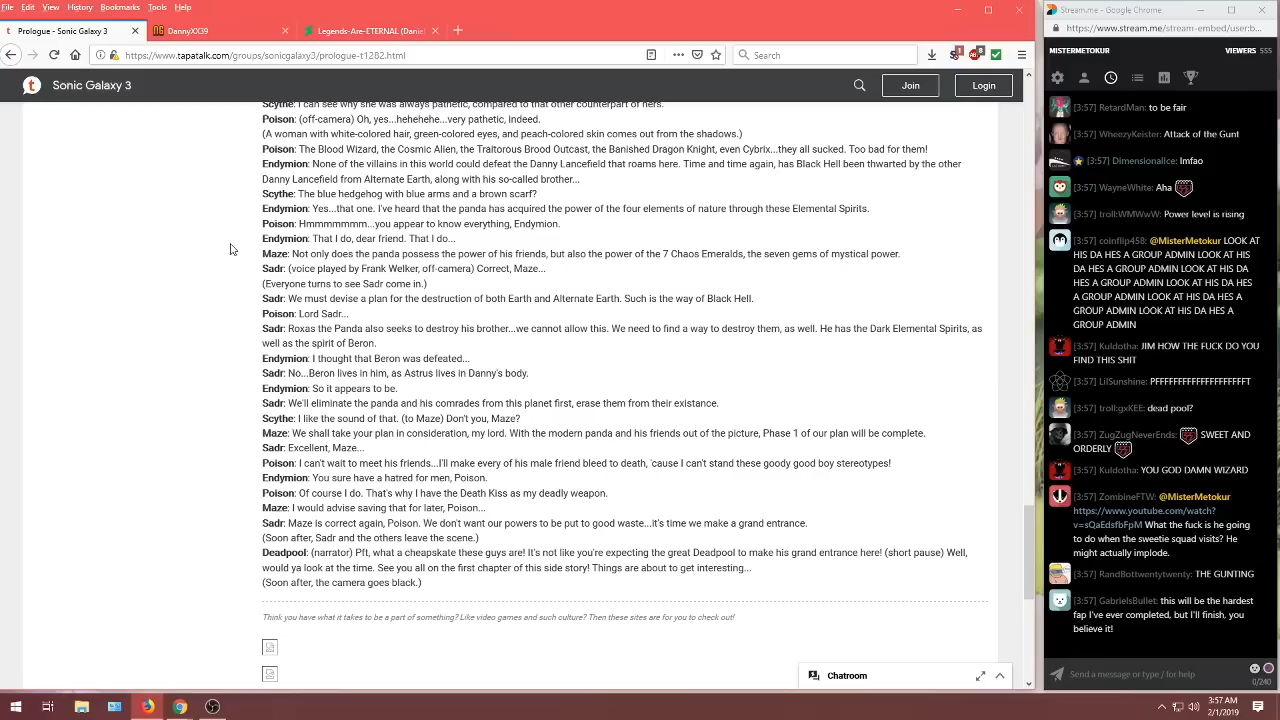 File Edit View History Bookmarks Tools Help
Prologue - Sonic Galaxy 3
DannyXX39
Legends-Are-ETERNAL (Daniel
https://www.tapatalk.com/groups/sonicgalaxy3/prologue-t1282.html
Search
Sonic Galaxy 3
Join
Login
Scythe: I can see why she was always pathetic, compared to that other counterpart of hers.
Poison: (off-camera) Oh, yes...hehehehe...very pathetic, indeed.
(A woman with white-colored hair, green-colored eyes, and peach-colored skin comes out from the shadows.)
Poison: The Blood Wizard, the Cosmic Alien, the Traitorous Brood Outcast, the Banished Dragon Knight, even Cybrix...they all sucked. Too bad for them!
Endymion: None of the villains in this world could defeat the Danny Lancefield that roams here. Time and time again, has Black Hell been thwarted by the other
Danny Lancefield from Alternate Earth, along with his so-called brother...
Scythe: The blue hedgehog with blue arms and a brown scarf?
Endymion: Yes...that one. I've heard that the panda has acquired the power of the four elements of nature through these Elemental Spirits.
Poison: Hmmmmmmm...you appear to know everything, Endymion.
Endymion: That I do, dear friend. That I do...
Maze: Not only does the panda possess the power of his friends, but also the power of the 7 Chaos Emeralds, the seven gems of mystical power.
Sadr: (voice played by Frank Welker, off-camera) Correct, Maze...
(Everyone turns to see Sadr come in.)
Sadr: We must devise a plan for the destruction of both Earth and Alternate Earth. Such is the way of Black Hell.
Poison: Lord Sadr...
Sadr: Roxas the Panda also seeks to destroy his brother...we cannot allow this. We need to find a way to destroy them, as well. He has the Dark Elemental Spirits, as
well as the spirit of Beron.
Endymion: I thought that Beron was defeated...
Sadr: No...Beron lives in him, as Astrus lives in Danny's body.
Endymion: So it appears to be.
Sadr: We'll eliminate the panda and his comrades from this planet first, erase them from their existance.
Scythe: I like the sound of that. (to Maze) Don't you, Maze?
Maze: We shall take your plan in consideration, my lord. With the modern panda and his friends out of the picture, Phase 1 of our plan will be complete.
Sadr: Excellent, Maze...
Poison: I can't wait to meet his friends...I'll make every of his male friend bleed to death, 'cause I can't stand these goody good boy stereotypes!
Endymion: You sure have a hatred for men, Poison.
Poison: Of course I do. That's why I have the Death Kiss as my deadly weapon.
Maze: I would advise saving that for later, Poison...
Sadr: Maze is correct again, Poison. We don't want our powers to be put to good waste...it's time we make a grand entrance.
(Soon after, Sadr and the others leave the scene.)
Deadpool: (narrator) Pft, what a cheapskate these guys are! It's not like you're expecting the great Deadpool to make his grand entrance here! (short pause) Well,
would ya look at the time. See you all on the first chapter of this side story! Things are about to get interesting...
(Soon after, the camera goes black.)
Think you have what it takes to be a part of something? Like video games and such culture? Then these sites are for you to check out!
Chatroom
Stream.me - Google Chrome
https://www.stream.me/stream-embed/user:b...
MISTERMETOKUR
VIEWERS 555
[3:57] RetardMan: to be fair
[3:57] WheezyKeister: Attack of the Gunt
[3:57] DimensionalIce: lmfao
[3:57] WayneWhite: Aha
[3:57] troll:WMWwW: Power level is rising
[3:57] coinflip458: @MisterMetokur LOOK AT
HIS DA HES A GROUP ADMIN LOOK AT HIS
DA HES A GROUP ADMIN LOOK AT HIS DA
HES A GROUP ADMIN LOOK AT HIS DA HES
A GROUP ADMIN LOOK AT HIS DA HES A
GROUP ADMIN
[3:57] Kuldotha: JIM HOW THE FUCK DO YOU
FIND THIS SHIT
[3:57] LilSunshine: PFFFFFFFFFFFFFFFFFFFFT
[3:57] troll:gxKEE: dead pool?
[3:57] ZugZugNeverEnds: SWEET AND
ORDERLY
[3:57] Kuldotha: YOU GOD DAMN WIZARD
[3:57] ZombineFTW: @MisterMetokur
https://www.youtube.com/watch?
v=sQaEdsfbFpM What the fuck is he going
to do when the sweetie squad visits? He
might actually implode.
[3:57] RandBottwentytwenty: THE GUNTING
[3:57] GabrielsBullet: this will be the hardest
fap I've ever completed, but I'll finish, you
believe it!
Send a message or type / for help
0/240
3:57 AM
2/7/2019